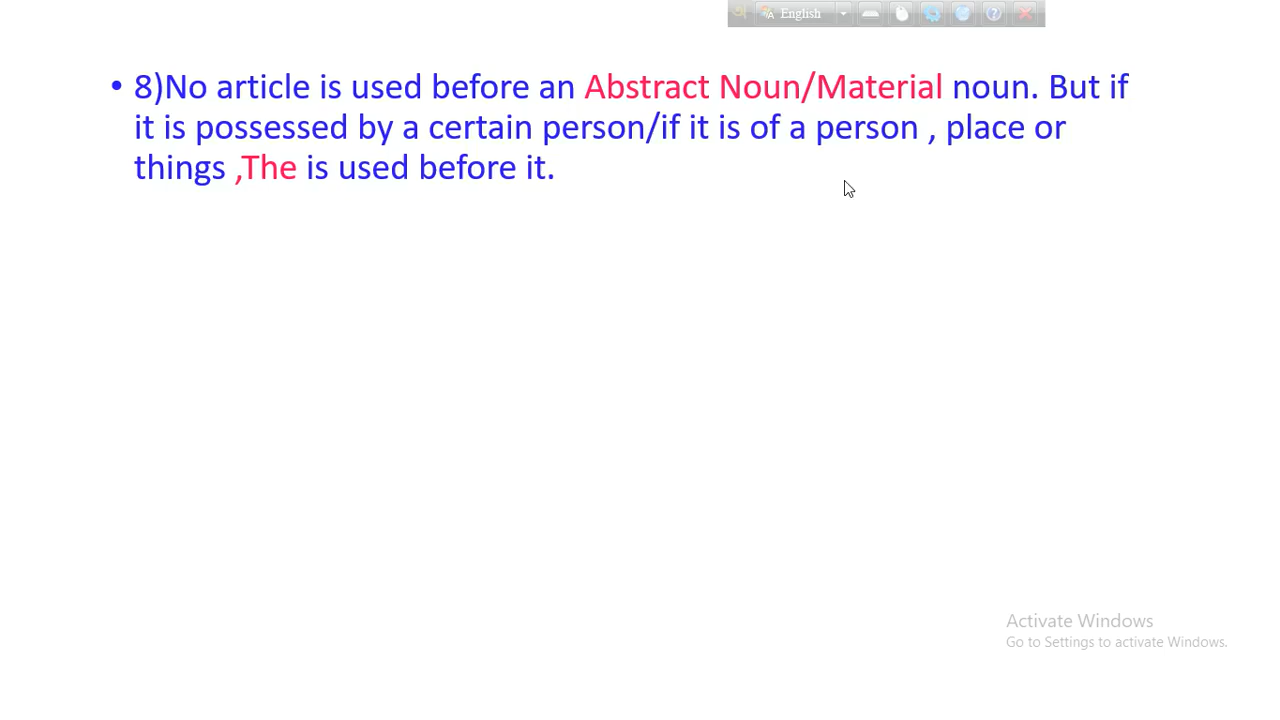 English
• 8)No article is used before an Abstract Noun/Material noun. But if
it is possessed by a certain person/if it is of a person , place or
things ,The is used before it.
Activate Windows
Go to Settings to activate Windows.